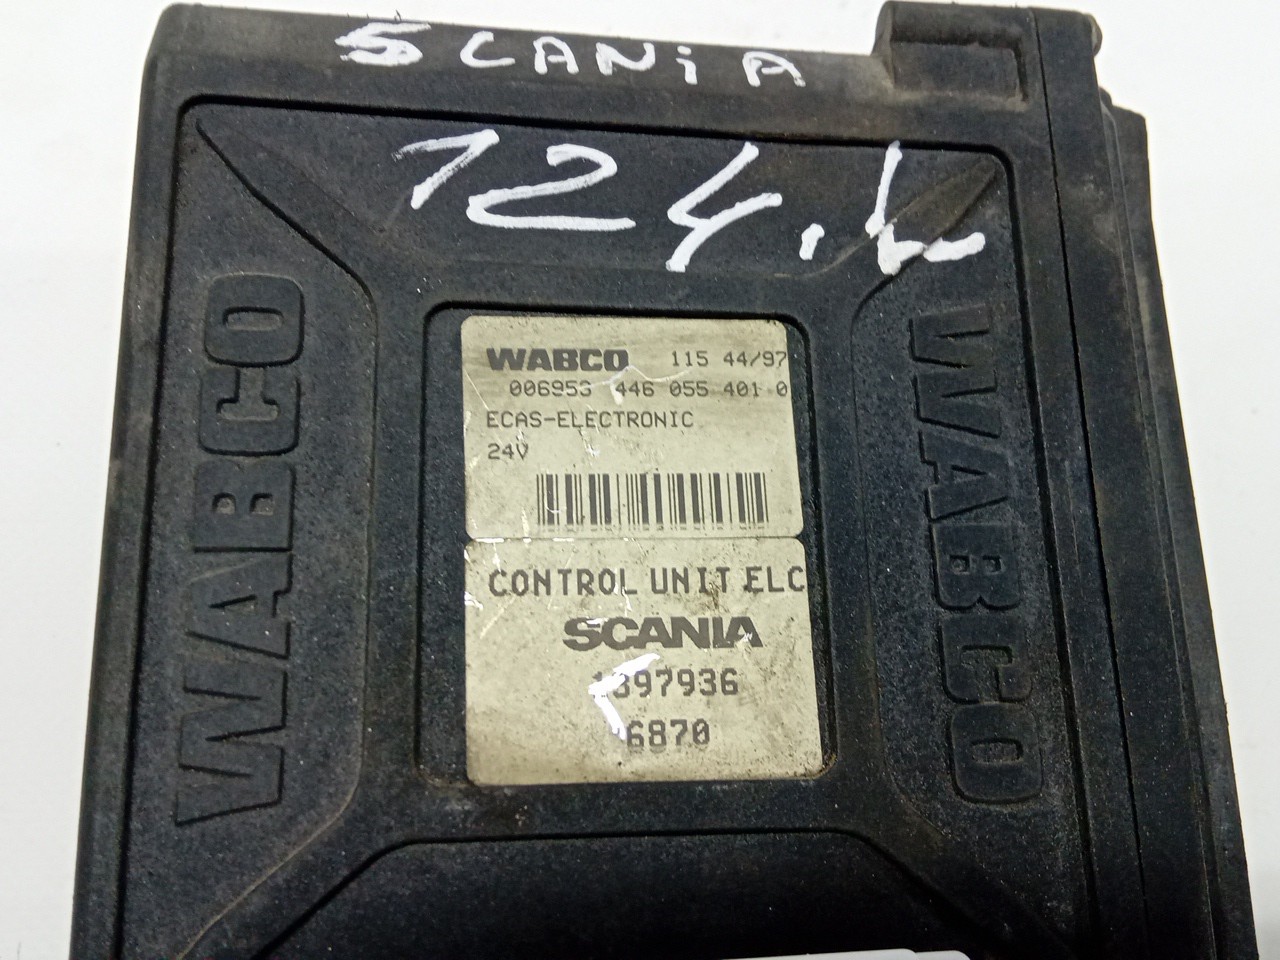 SCANiA
124.L
WABCO
WABCO 115 44/97
006953 446 055 401 0
ECAS-ELECTRONIC
24V
CONTROL UNIT ELC
SCANIA
1397936
6870
WABCO